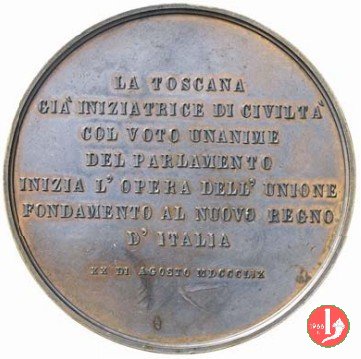 LA TOSCANA
GIÀ INIZIATRICE DI CIVILTÀ
COL VOTO UNANIME
DEL PARLAMENTO
INIZIA L' OPERA DELL' UNIONE
FONDAMENTO AL NUOVO REGNO
D' ITALIA
XX DI AGOSTO MDCCCLIX
1966